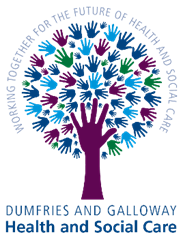 WORKING TOGETHER FOR THE FUTURE OF HEALTH AND SOCIAL CARE
DUMFRIES AND GALLOWAY
Health and Social Care